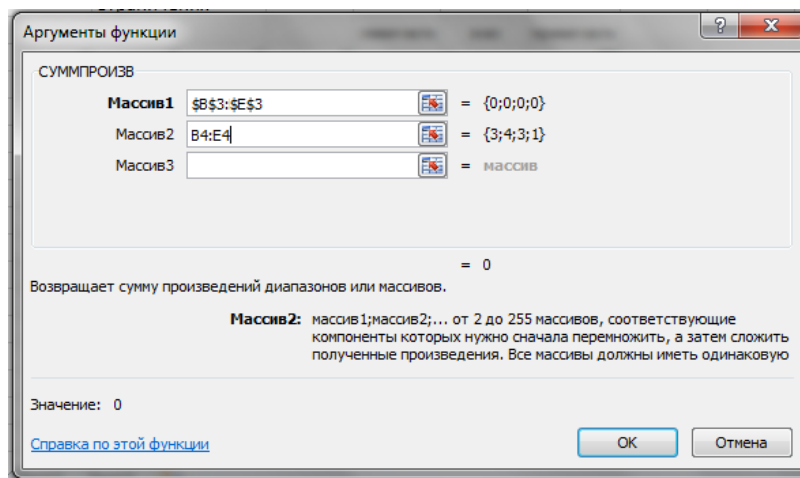 Аргументы функции
СУММПРОИЗВ
Массив1 $B$3:$E$3 = {0;0;0;0}
Массив2 B4:E4 = {3;4;3;1}
Массив3 = массив
= 0
Возвращает сумму произведений диапазонов или массивов.
Массив2: массив1;массив2;... от 2 до 255 массивов, соответствующие
компоненты которых нужно сначала перемножить, а затем сложить
полученные произведения. Все массивы должны иметь одинаковую
Значение: 0
Справка по этой функции
ОК Отмена